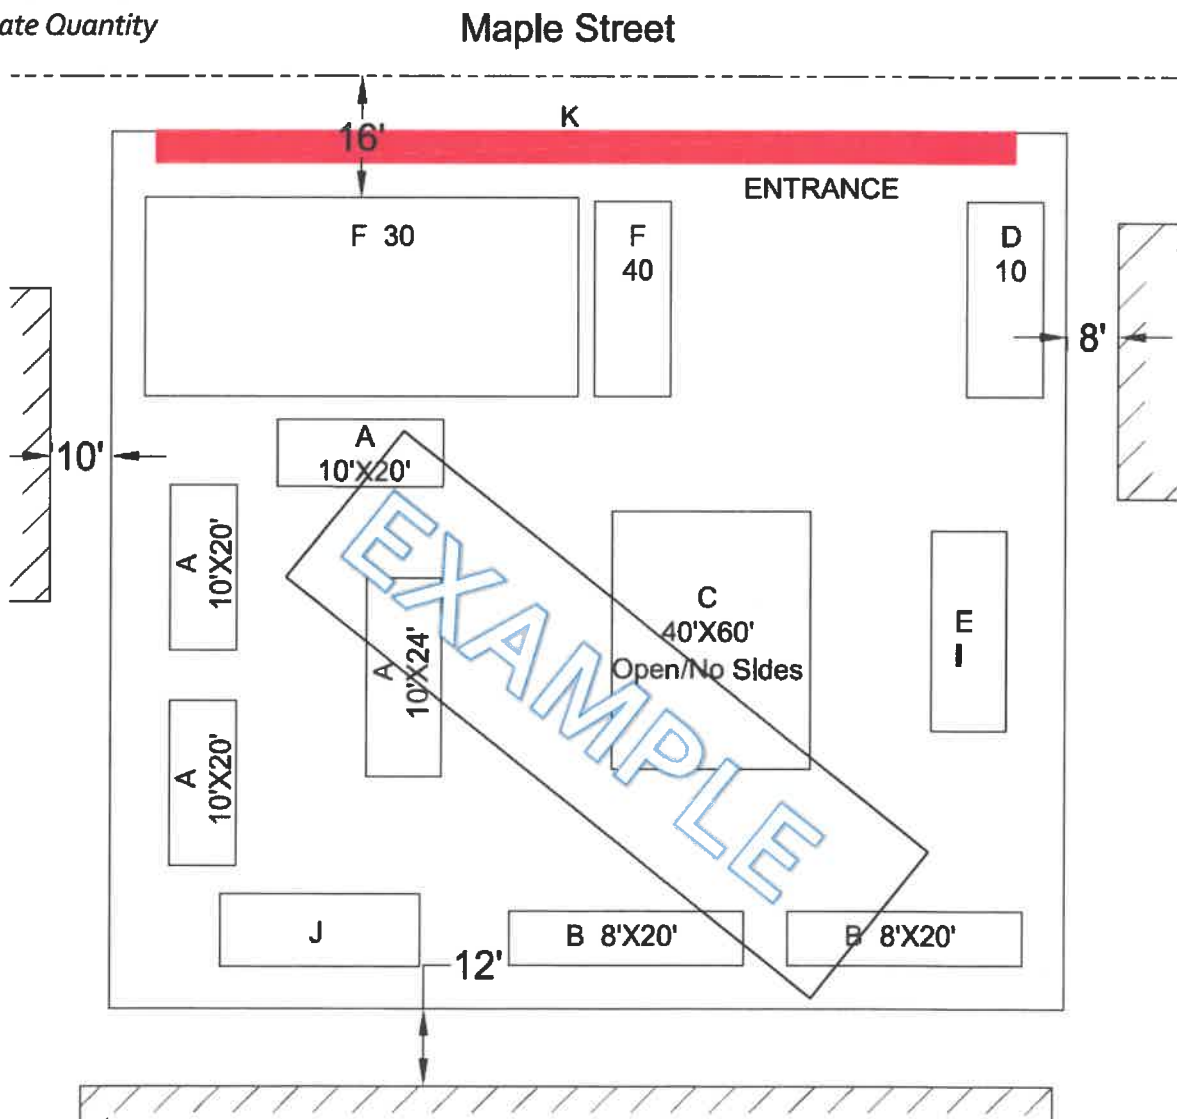 ate Quantity
Maple Street
K
16'
ENTRANCE
F 30
F
40
D
10
8'
10'
A
10'X20'
A
10'X20'
A
10'X24'
C
40'X60'
Open/No Sides
E
I
A
10'X20'
EXAMPLE
J
B 8'X20'
B 8'X20'
12'